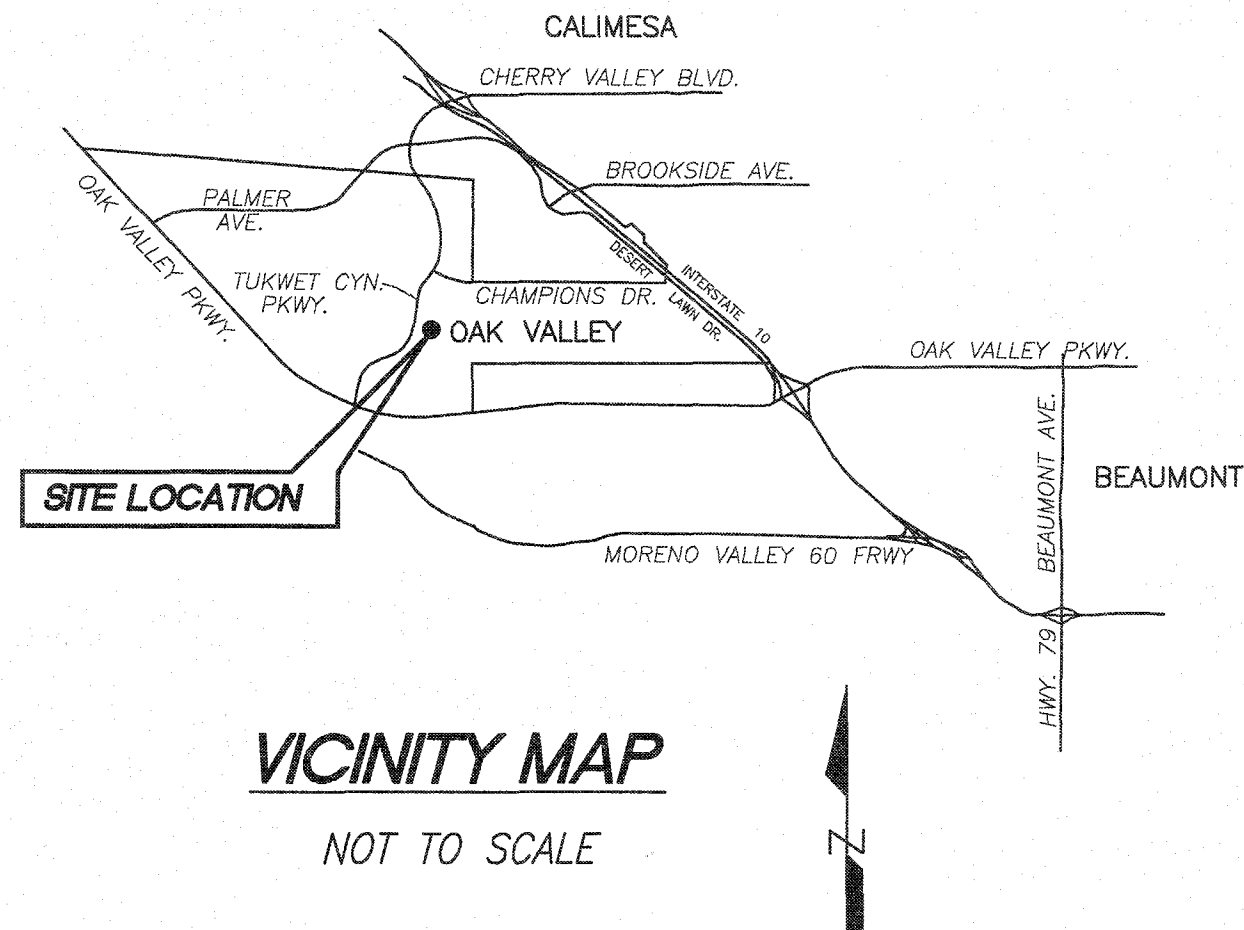 CALIMESA
CHERRY VALLEY BLVD.
BROOKSIDE AVE.
OAK VALLEY PKWY.
PALMER
AVE.
TUKWET CYN.
PKWY.
CHAMPIONS DR.
DESERT LAWN DR.
INTERSTATE 10
OAK VALLEY
OAK VALLEY PKWY.
BEAUMONT AVE.
BEAUMONT
SITE LOCATION
MORENO VALLEY 60 FRWY
HWY. 79
VICINITY MAP
NOT TO SCALE
N